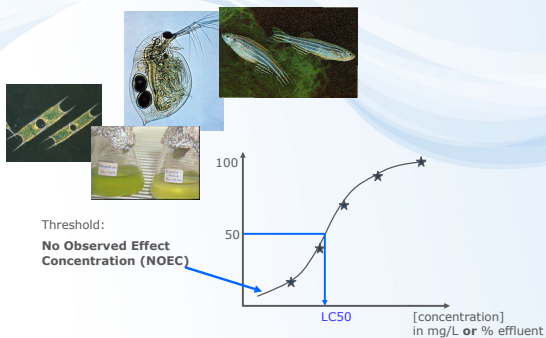 100
50
Threshold:
No Observed Effect
Concentration (NOEC)
LC50
[concentration]
in mg/L or % effluent